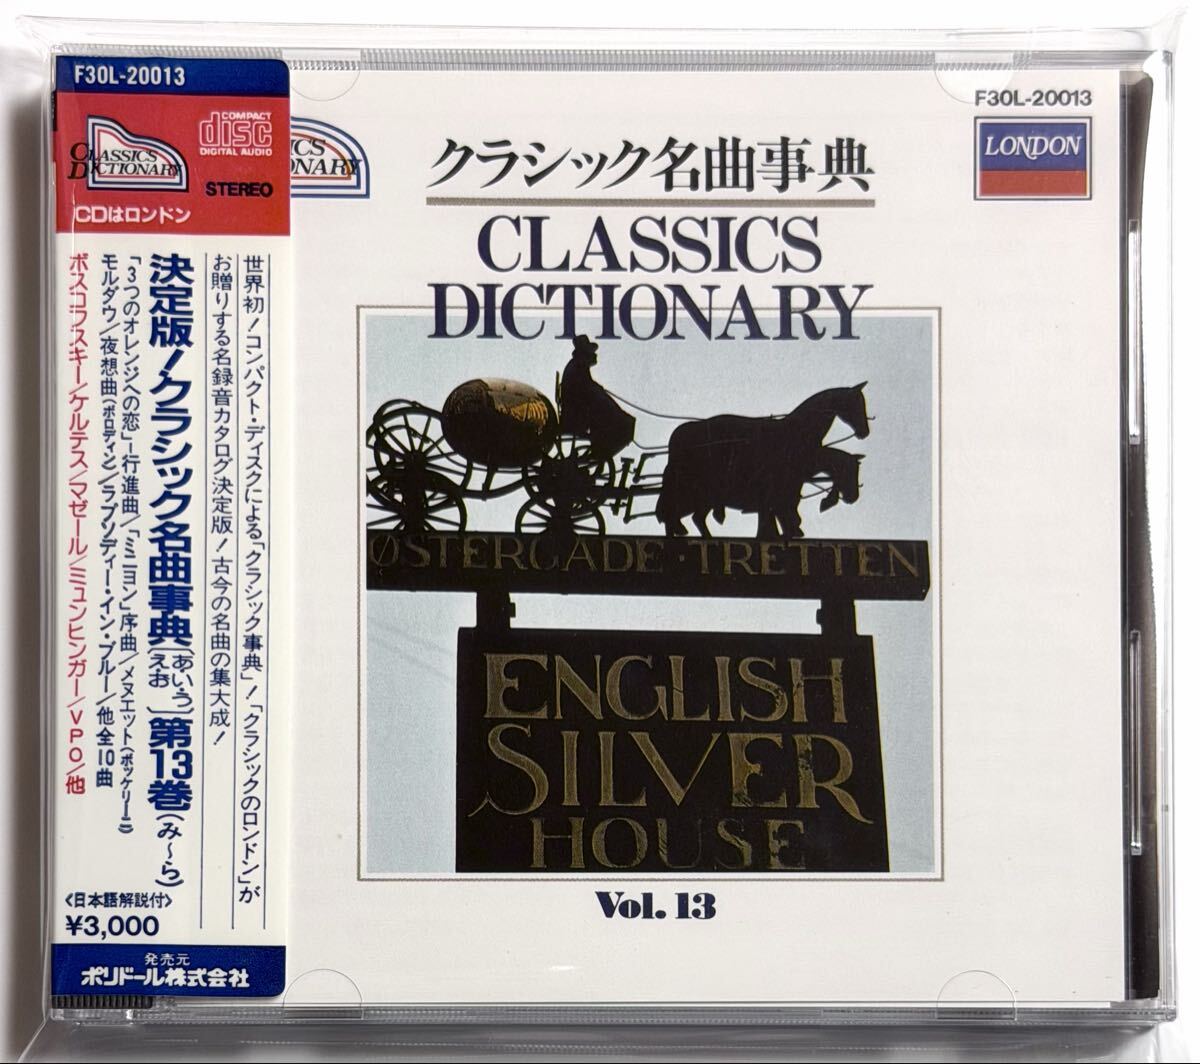 F30L-20013
CLASSICS
DICTIONARY
COMPACT
disc
DIGITAL AUDIO
STEREO
CDはロンドン
世界初!コンパクト・ディスクによる「クラシック事典」!「クラシックのロンドン」が
お贈りする名録音カタログ決定版!古今の名曲の集大成!
決定版!クラシック名曲事典〔あ・い・う・え・お〕第13巻(み〜ら)
「3つのオレンジへの恋」-行進曲/「ミニヨン」序曲/メヌエット(ボッケリーニ)
モルダウ/夜想曲(ボロディン)/ラプソディー・イン・ブルー/他全10曲
ボスコフスキー/ケルテス/マゼール/ミュンヒンガー/VPO/他
〈日本語解説付〉
¥3,000
発売元
ポリドール株式会社
ICS
ONARY
F30L-20013
LONDON
クラシック名曲事典
CLASSICS
DICTIONARY
ØSTERGADE·TRETTEN
ENGLISH
SILVER
HOUSE
Vol. 13